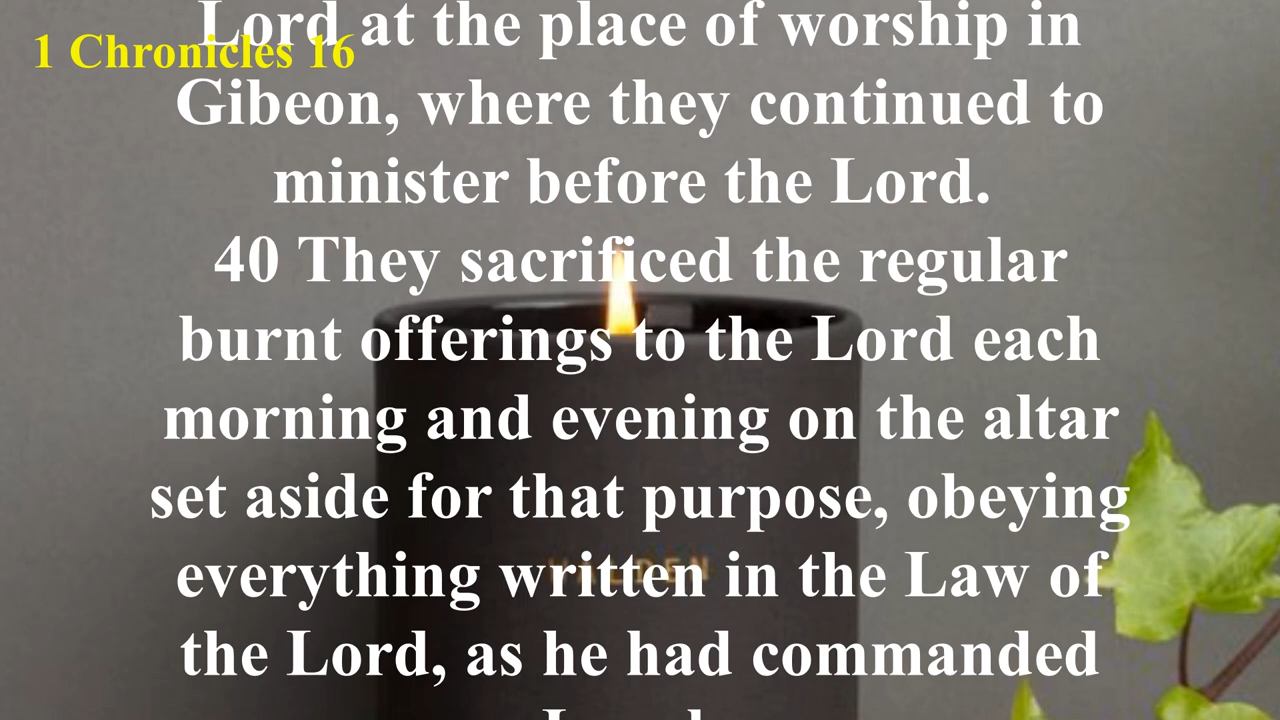 Lord at the place of worship in
1 Chronicles 16
Gibeon, where they continued to
minister before the Lord.
40 They sacrificed the regular
burnt offerings to the Lord each
morning and evening on the altar
set aside for that purpose, obeying
everything written in the Law of
the Lord, as he had commanded